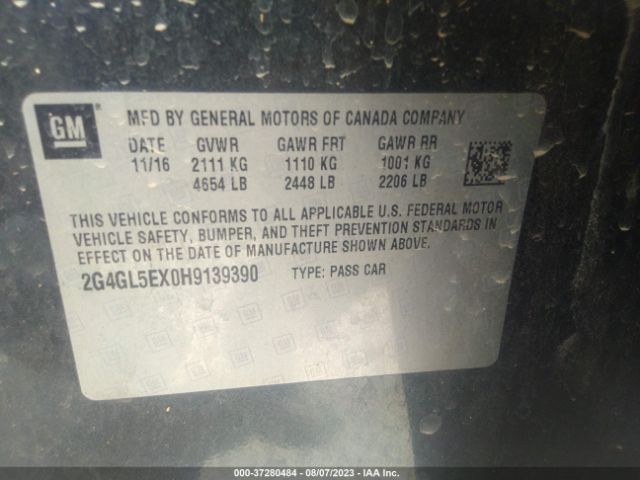 GM ® MFD BY GENERAL MOTORS OF CANADA COMPANY
DATE GVWR GAWR FRT GAWR RR
11/16 2111 KG 1110 KG 1001 KG
4654 LB 2448 LB 2206 LB
THIS VEHICLE CONFORMS TO ALL APPLICABLE U.S. FEDERAL MOTOR
VEHICLE SAFETY, BUMPER, AND THEFT PREVENTION STANDARDS IN
EFFECT ON THE DATE OF MANUFACTURE SHOWN ABOVE.
2G4GL5EX0H9139390 TYPE: PASS CAR
000-37280484 - 08/07/2023 - IAA Inc.